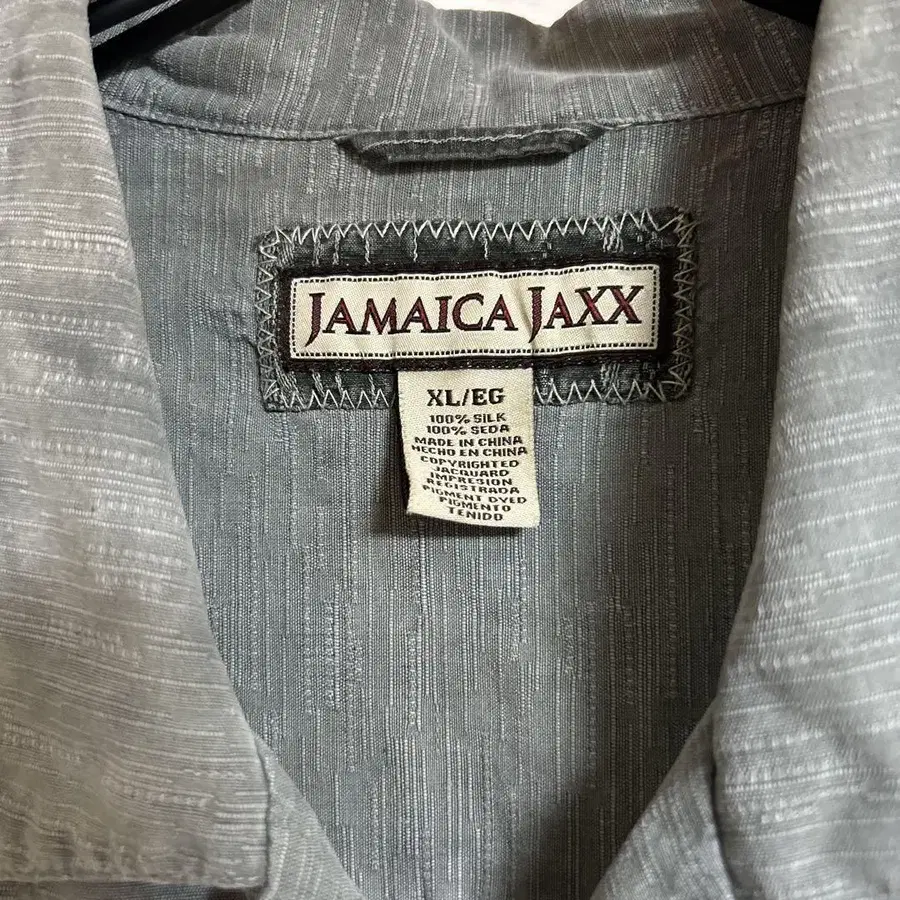 JAMAICA JAXX
XL/EG
100% SILK
100% SEDA
MADE IN CHINA
HECHO EN CHINA
COPYRIGHTED
JACQUARD
IMPRESION
REGISTRADA
PIGMENT DYED
PIGMENTO
TENIDO